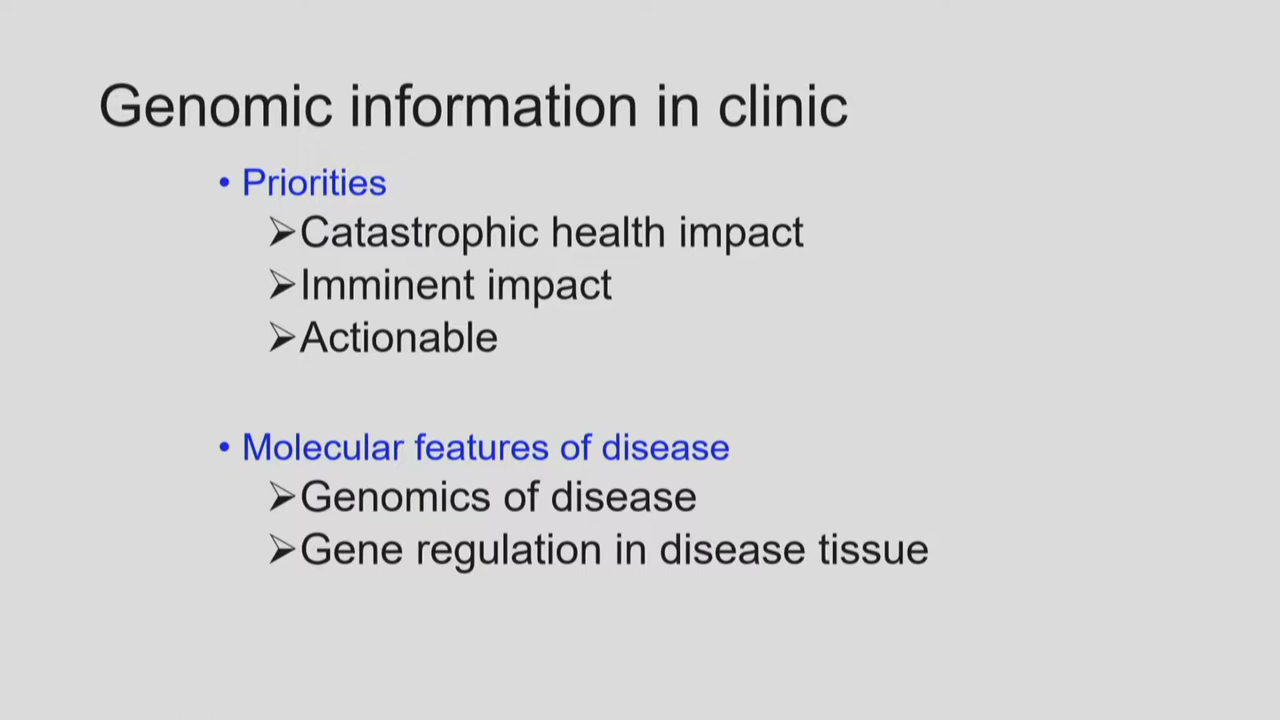 Genomic information in clinic
• Priorities
➢Catastrophic health impact
➢Imminent impact
➢Actionable
• Molecular features of disease
➢Genomics of disease
➢Gene regulation in disease tissue